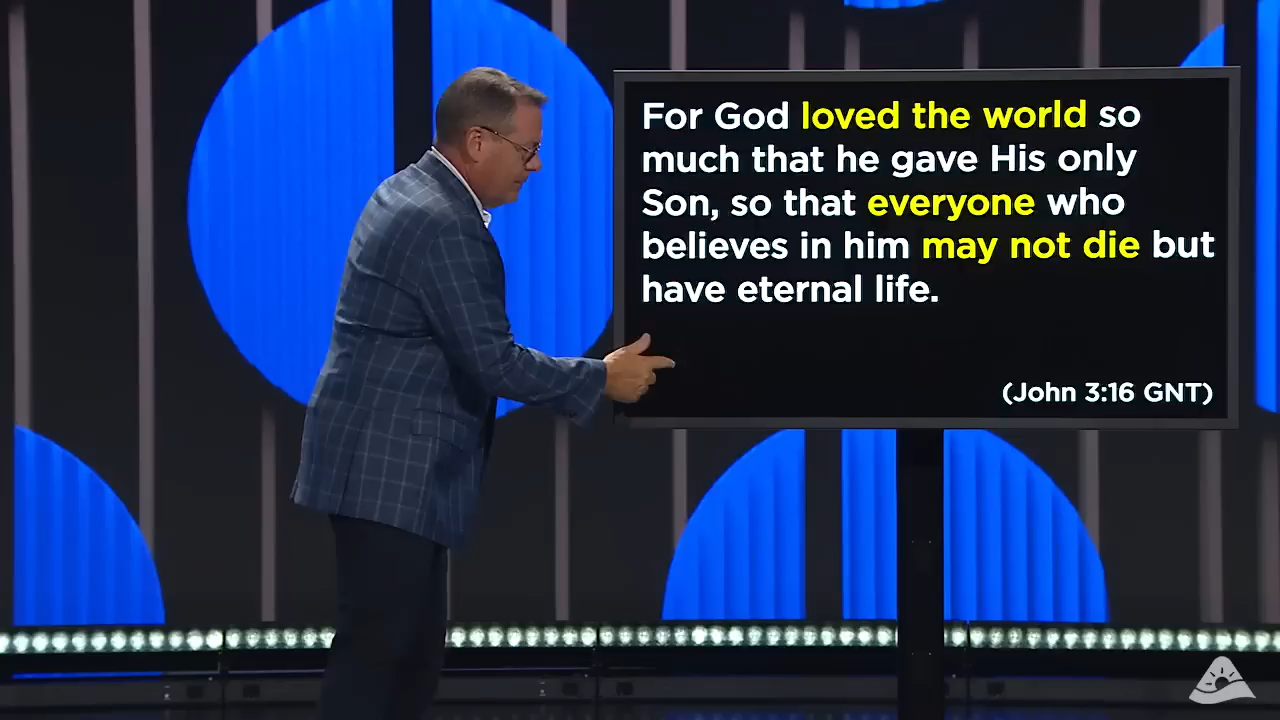 For God loved the world so
much that he gave His only
Son, so that everyone who
believes in him may not die but
have eternal life.
(John 3:16 GNT)